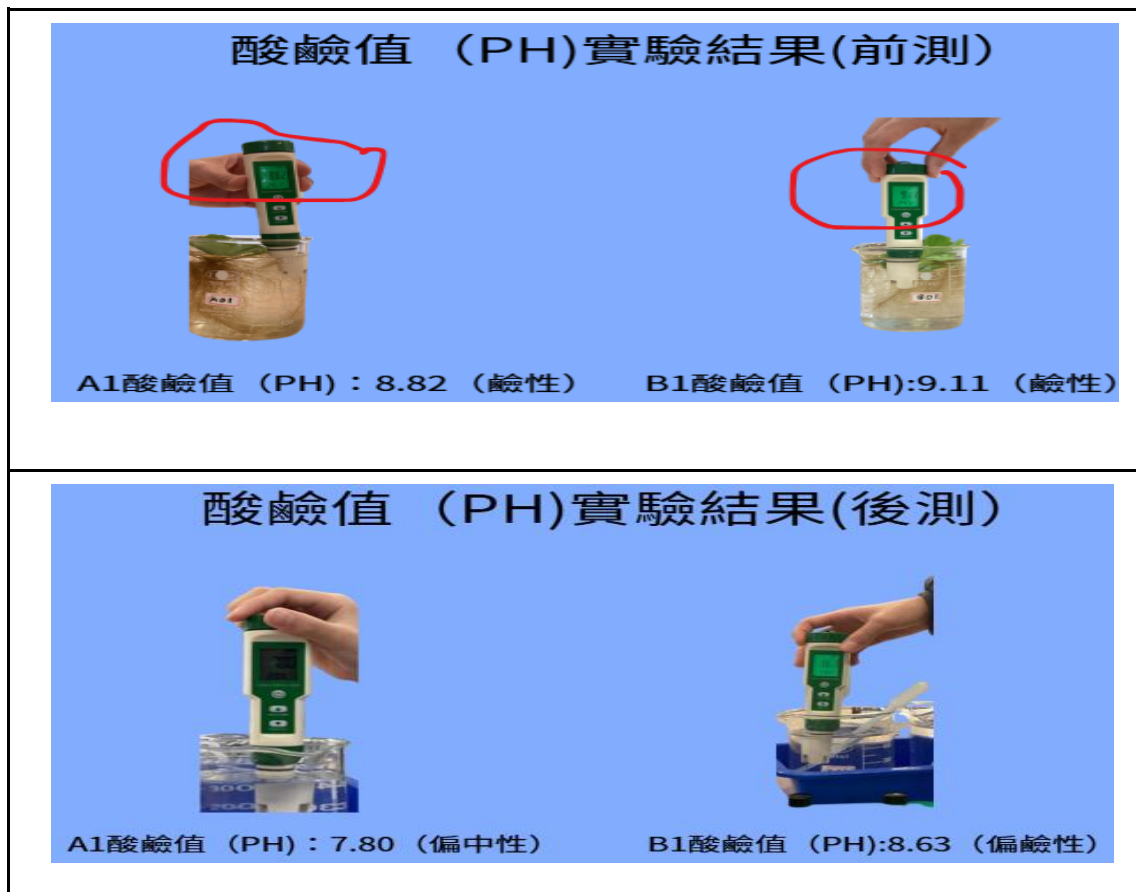 酸鹼值 （PH)實驗結果(前測）
A1酸鹼值 （PH)：8.82 （鹼性）
B1酸鹼值 （PH):9.11 （鹼性）
酸鹼值 （PH)實驗結果(後測）
A1酸鹼值 （PH)：7.80 （偏中性）
B1酸鹼值 （PH):8.63 （偏鹼性）